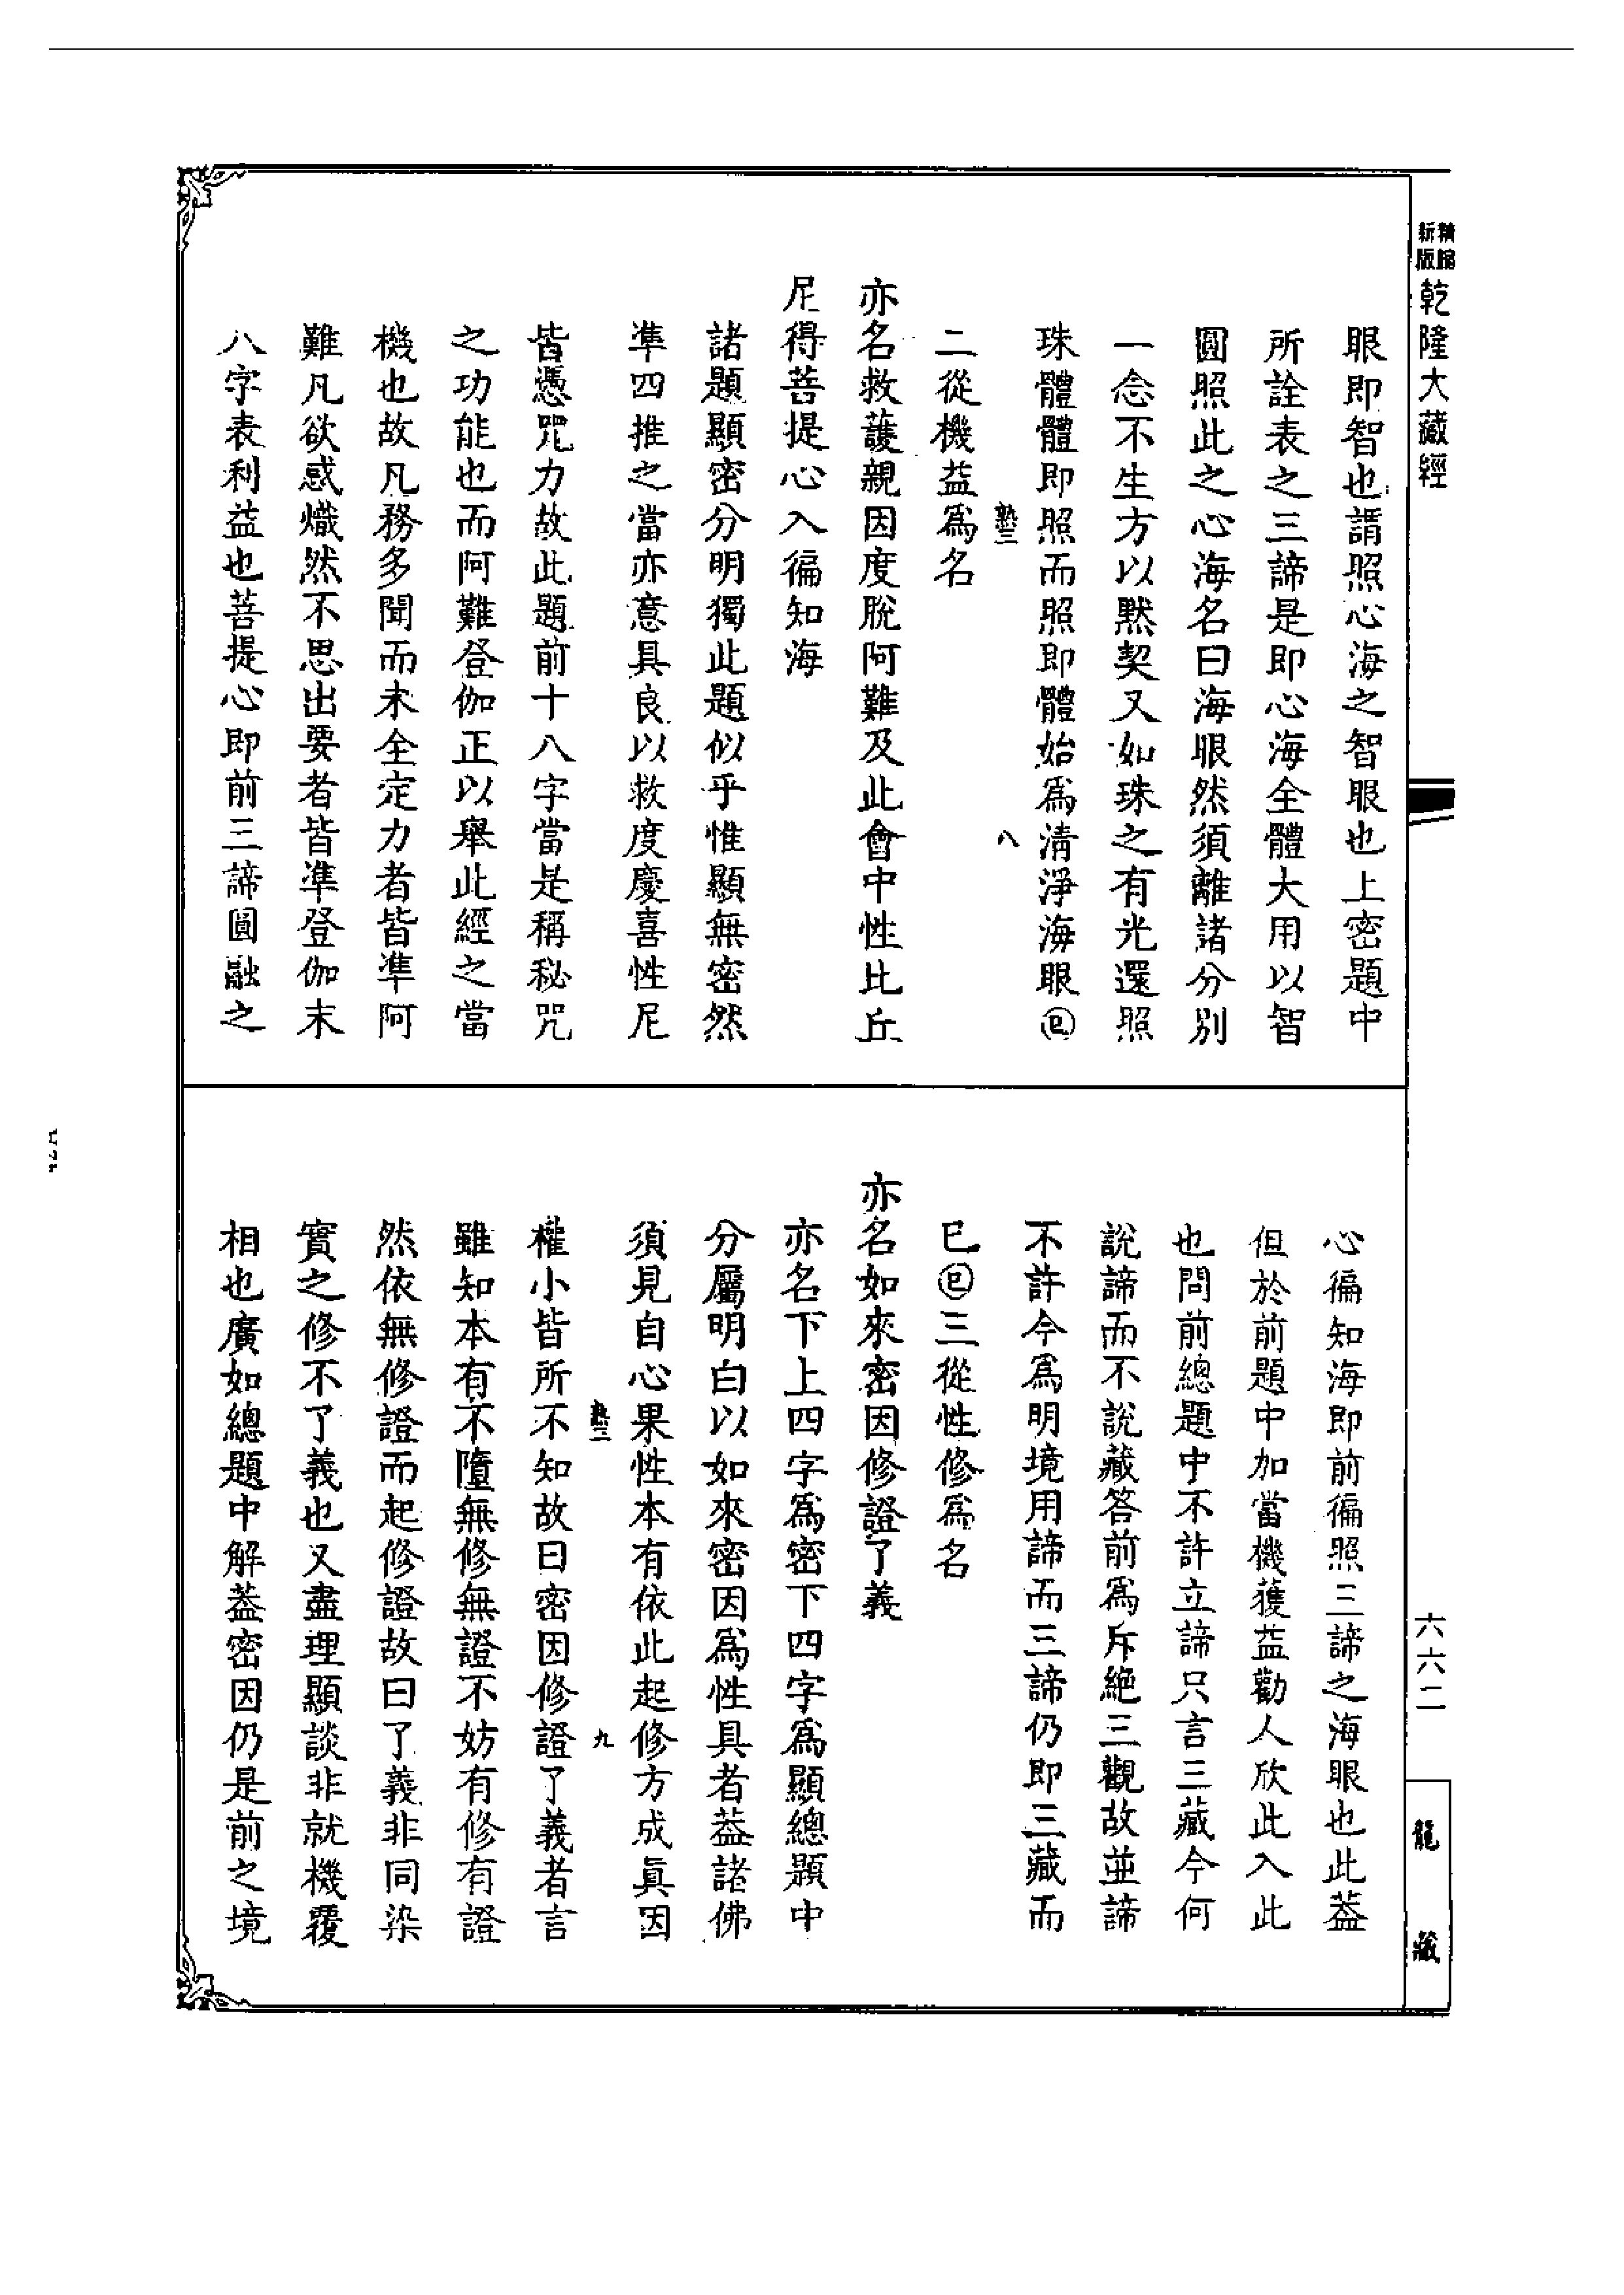 精縮新版乾隆大藏經
眼即智也謂照心海之智眼也上密題中
所詮表之三諦是即心海全體大用以智
圓照此之心海名曰海眼然須離諸分別
一念不生方以默契又如珠之有光還照
珠體體即照而照即體始爲清淨海眼㔾
二從機益爲名
亦名救護親因度脫阿難及此會中性比丘
尼得菩提心入徧知海
諸題顯密分明獨此題似乎惟顯無密然
準四推之當亦意具良以救度慶喜性尼
皆憑咒力故此題前十八字當是稱秘咒
之功能也而阿難登伽正以舉此經之當
機也故凡務多聞而未全定力者皆準阿
難凡欲惑熾然不思出要者皆準登伽末
八字表利益也菩提心即前三諦圓融之
心徧知海即前徧照三諦之海眼也此葢
但於前題中加當機獲益勸人欣此入此
也問前總題中不許立諦只言三藏今何
說諦而不說藏答前爲斥絕三觀故並諦
不許今爲明境用諦而三諦仍即三藏而
已㔾三從性修爲名
亦名如來密因修證了義
亦名下上四字爲密下四字爲顯總題中
分屬明白以如來密因爲性具者葢諸佛
須見自心果性本有依此起修方成眞因
權小皆所不知故曰密因修證了義者言
雖知本有不墮無修無證不妨有修有證
然依無修證而起修證故曰了義非同染
實之修不了義也又盡理顯談非就機覆
相也廣如總題中解葢密因仍是前之境
六六二
龍藏